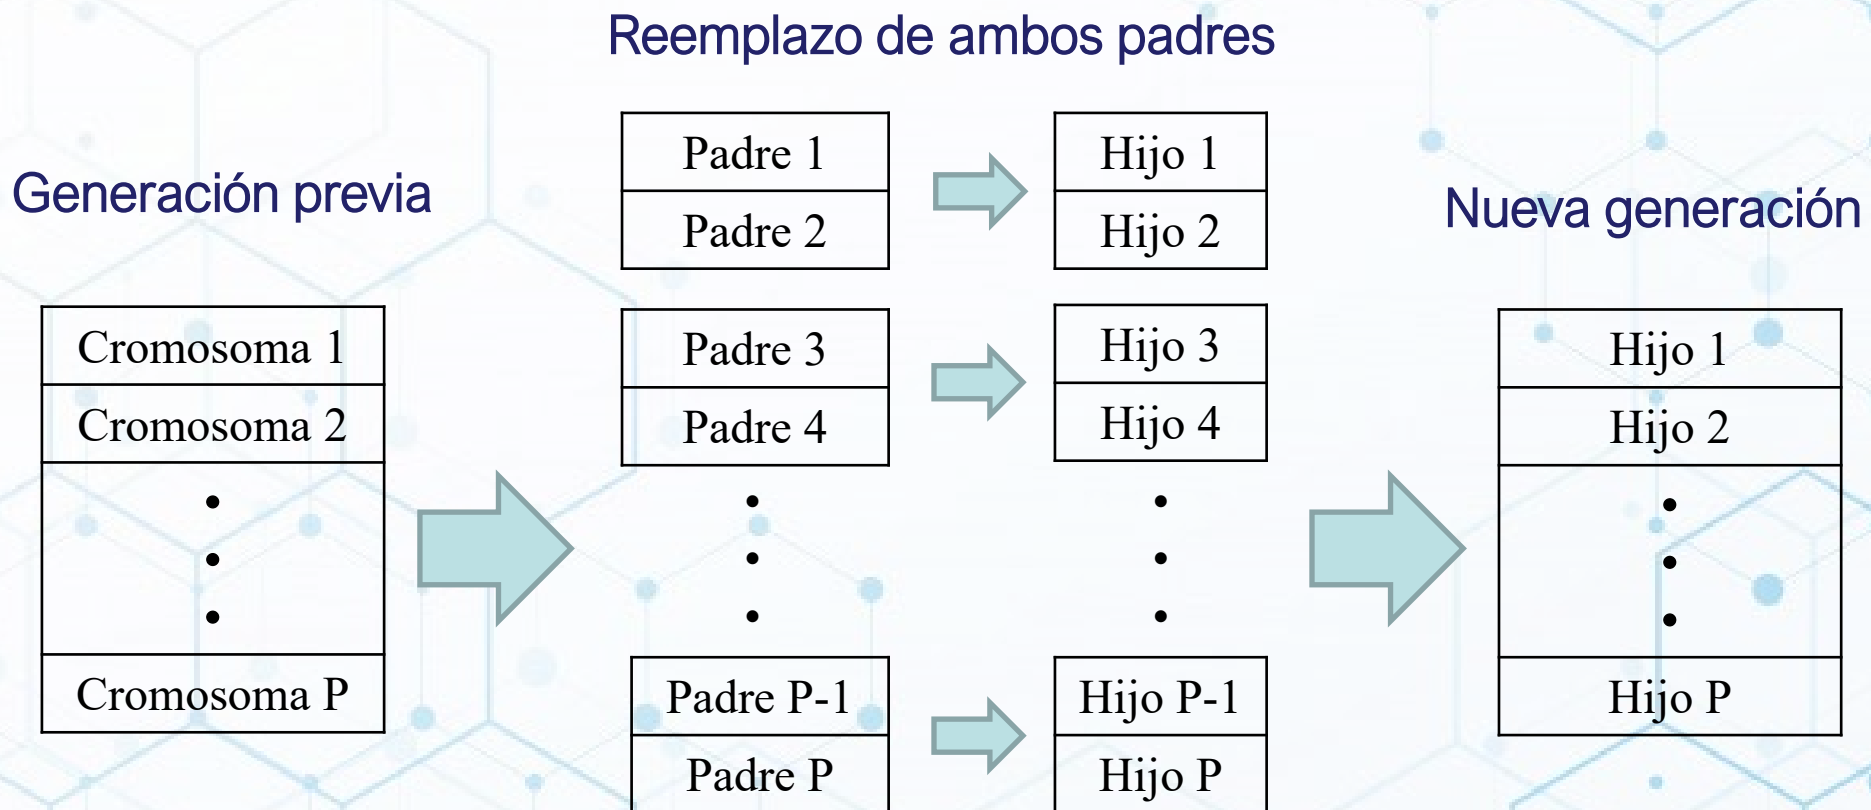 Reemplazo de ambos padres
Generación previa
Cromosoma 1
Cromosoma 2
Cromosoma P
Padre 1
Padre 2
Padre 3
Padre 4
Padre P-1
Padre P
Hijo 1
Hijo 2
Hijo 3
Hijo 4
Hijo P-1
Hijo P
Nueva generación
Hijo 1
Hijo 2
Hijo P